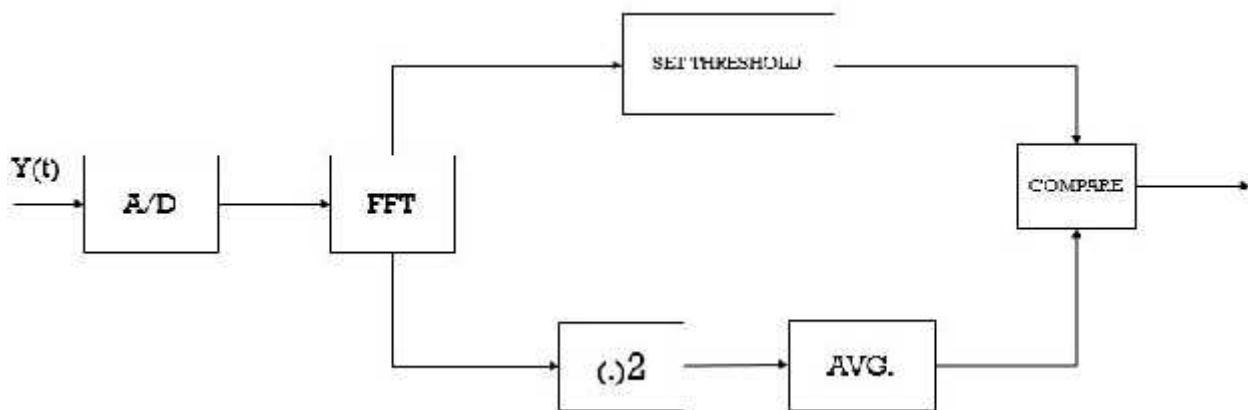 SET THRESHOLD
Y(t)
A/D
FFT
COMPARE
(.)2
AVG.